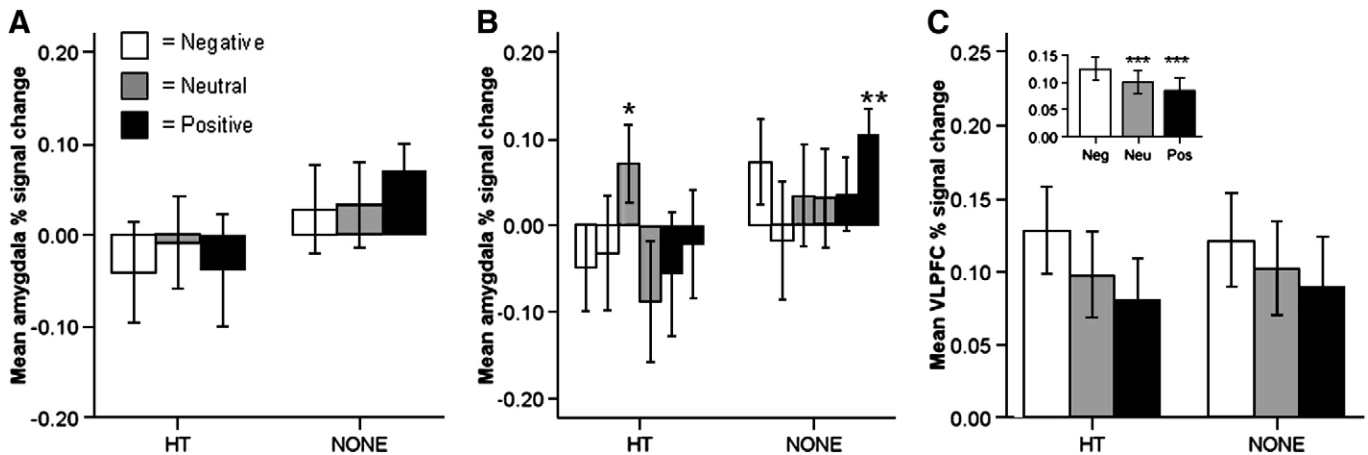 A
Mean amygdala % signal change
0.20
0.10
0.00
-0.10
-0.20
= Negative
= Neutral
= Positive
HT
NONE
B
Mean amygdala % signal change
0.20
0.10
0.00
-0.10
-0.20
*
**
HT
NONE
C
Mean VLPFC % signal change
0.25
0.20
0.15
0.10
0.05
0.00
0.15
0.10
0.05
0.00
*** ***
Neg Neu Pos
HT
NONE